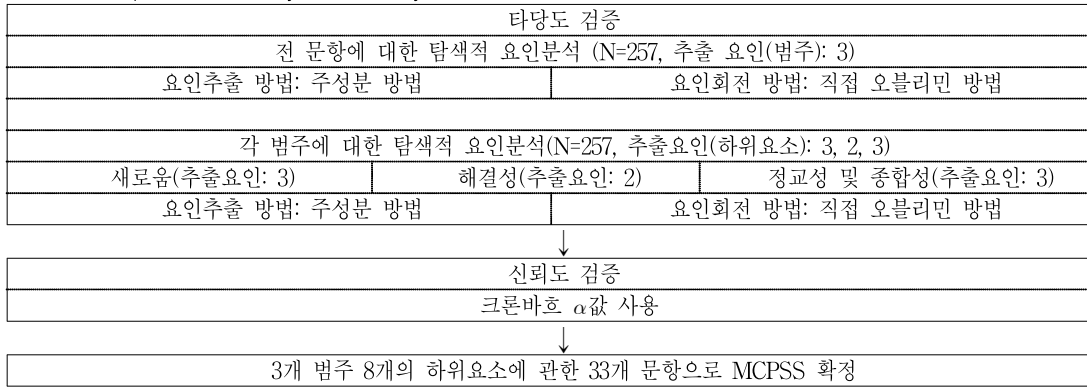 타당도 검증
전 문항에 대한 탐색적 요인분석 (N=257, 추출 요인(범주): 3)
요인추출 방법: 주성분 방법 요인회전 방법: 직접 오블리민 방법
각 범주에 대한 탐색적 요인분석(N=257, 추출요인(하위요소): 3, 2, 3)
새로움(추출요인: 3) 해결성(추출요인: 2) 정교성 및 종합성(추출요인: 3)
요인추출 방법: 주성분 방법 요인회전 방법: 직접 오블리민 방법
↓
신뢰도 검증
크론바흐 α값 사용
↓
3개 범주 8개의 하위요소에 관한 33개 문항으로 MCPSS 확정